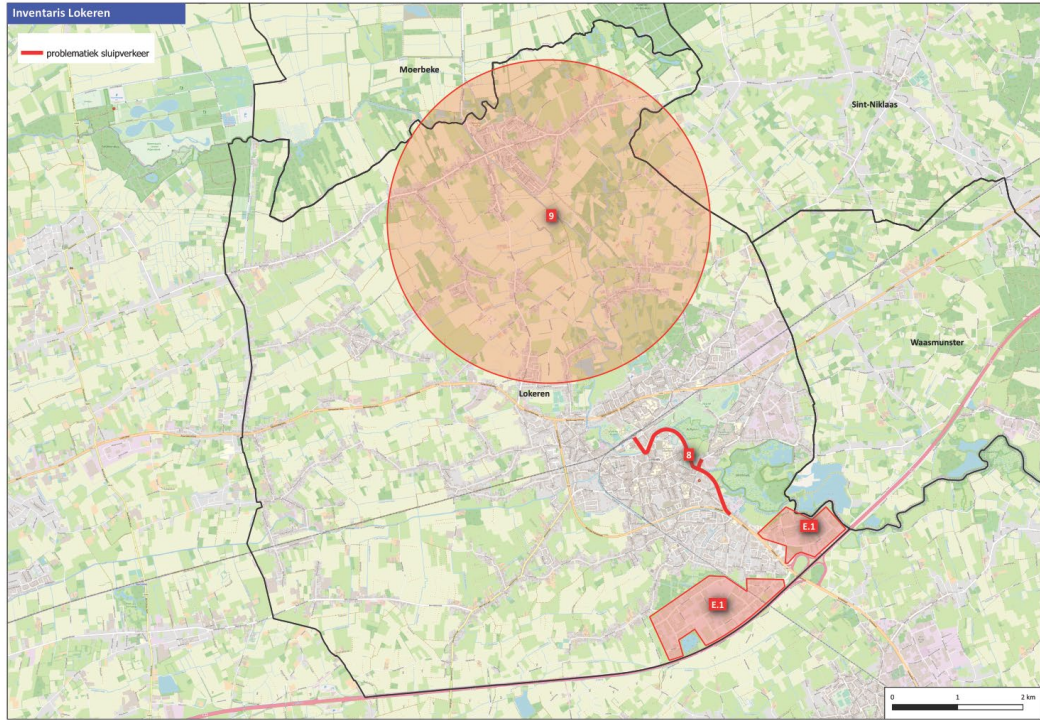 Inventaris Lokeren
problematiek sluipverkeer
Moerbeke
Sint-Niklaas
9
Waasmunster
Lokeren
8
E.1
E.1
0 1 2 km